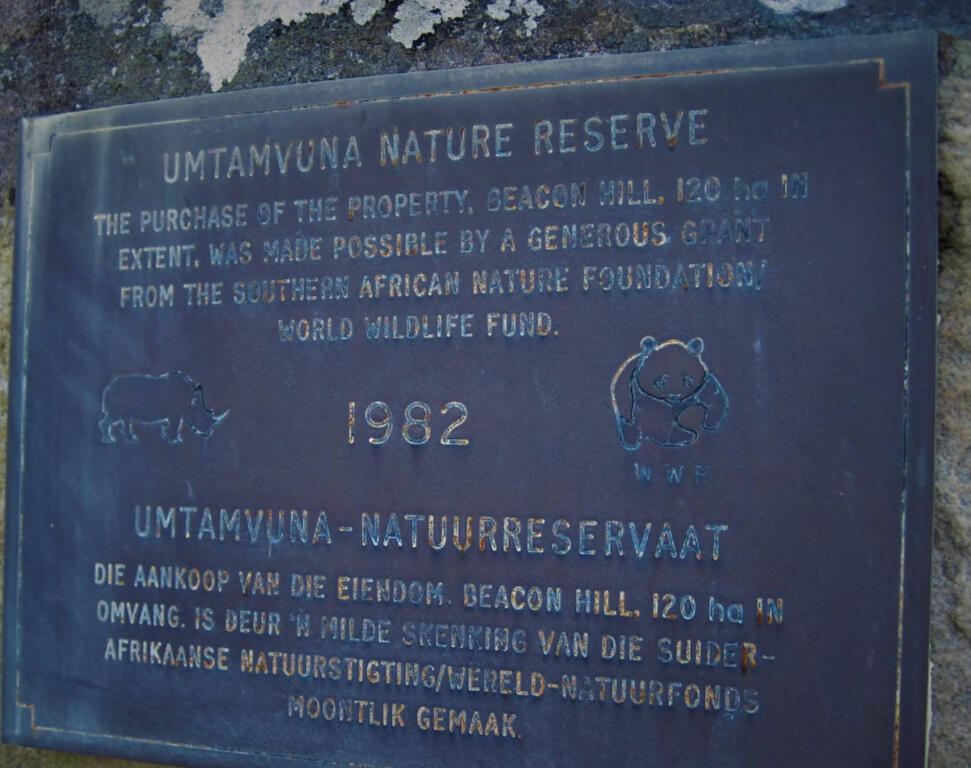 UMTAMVUNA NATURE RESERVE
THE PURCHASE OF THE PROPERTY, BEACON HILL, 120 ha IN
EXTENT, WAS MADE POSSIBLE BY A GENEROUS GRANT
FROM THE SOUTHERN AFRICAN NATURE FOUNDATION/
WORLD WILDLIFE FUND.
1982
WWF
UMTAMVUNA-NATUURRESERVAAT
DIE AANKOOP VAN DIE EIENDOM, BEACON HILL, 120 ha IN
OMVANG, IS DEUR 'N MILDE SKENKING VAN DIE SUIDER-
AFRIKAANSE NATUURSTIGTING/WÊRELD-NATUURFONDS
MOONTLIK GEMAAK.